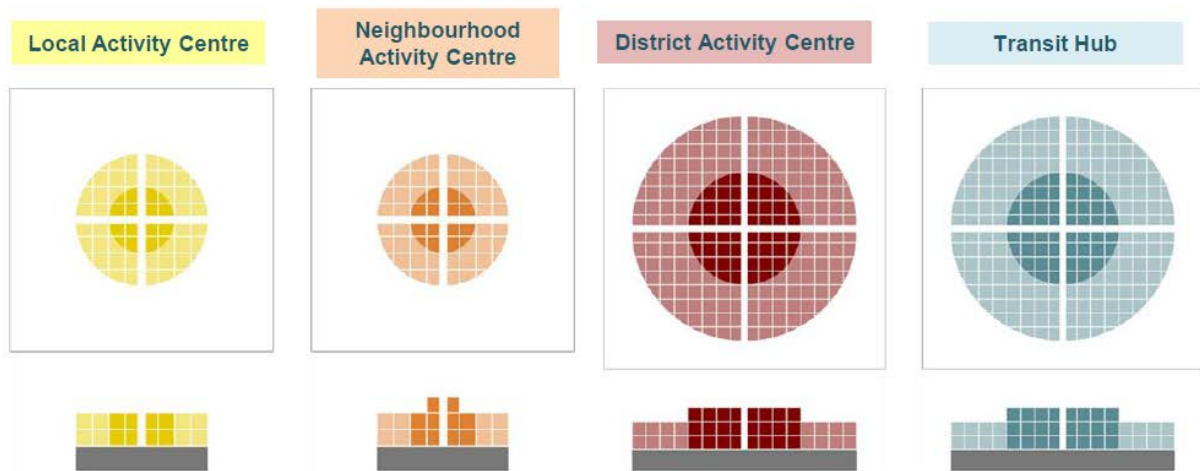 Local Activity Centre
Neighbourhood
Activity Centre
District Activity Centre
Transit Hub